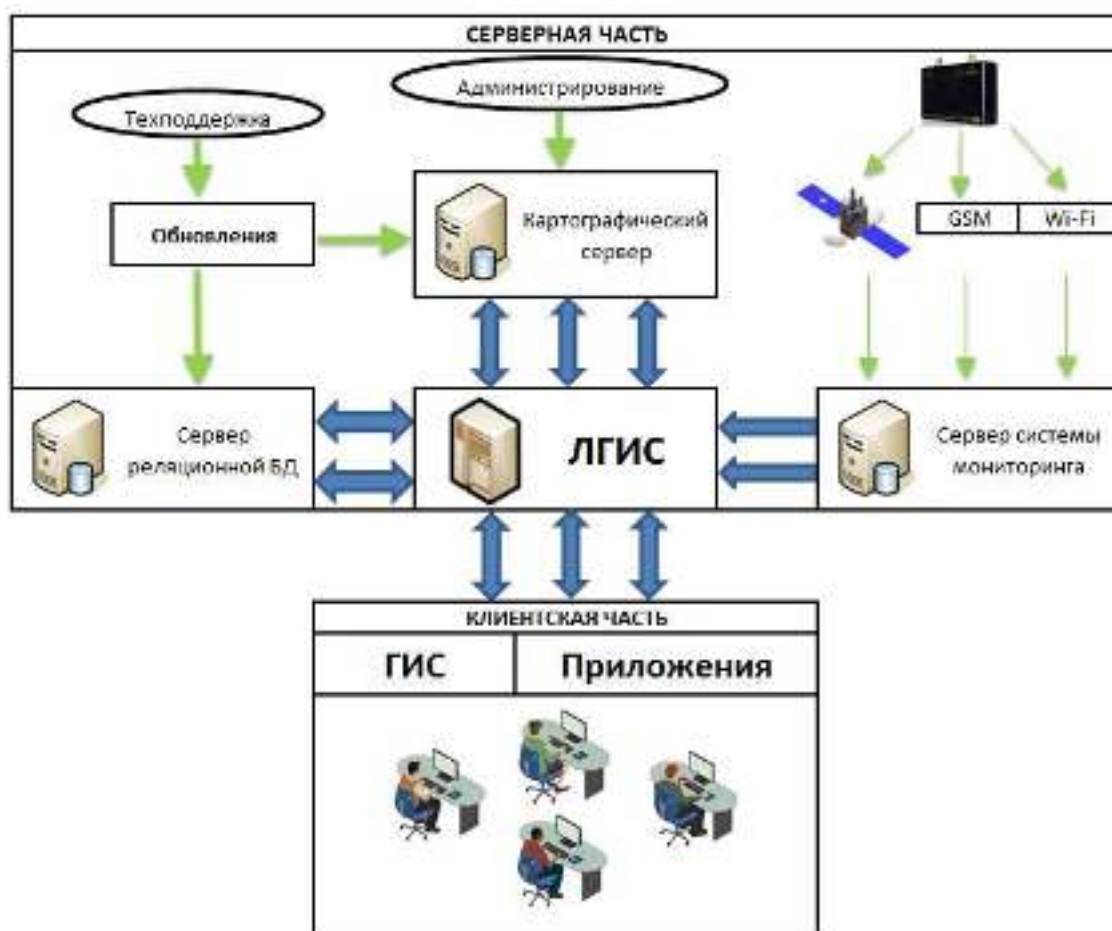 СЕРВЕРНАЯ ЧАСТЬ
Администрирование
Техподдержка
Обновления
Картографический
сервер
GSM
Wi-Fi
Сервер
реляционной БД
ЛГИС
Сервер системы
мониторинга
КЛИЕНТСКАЯ ЧАСТЬ
ГИС
Приложения